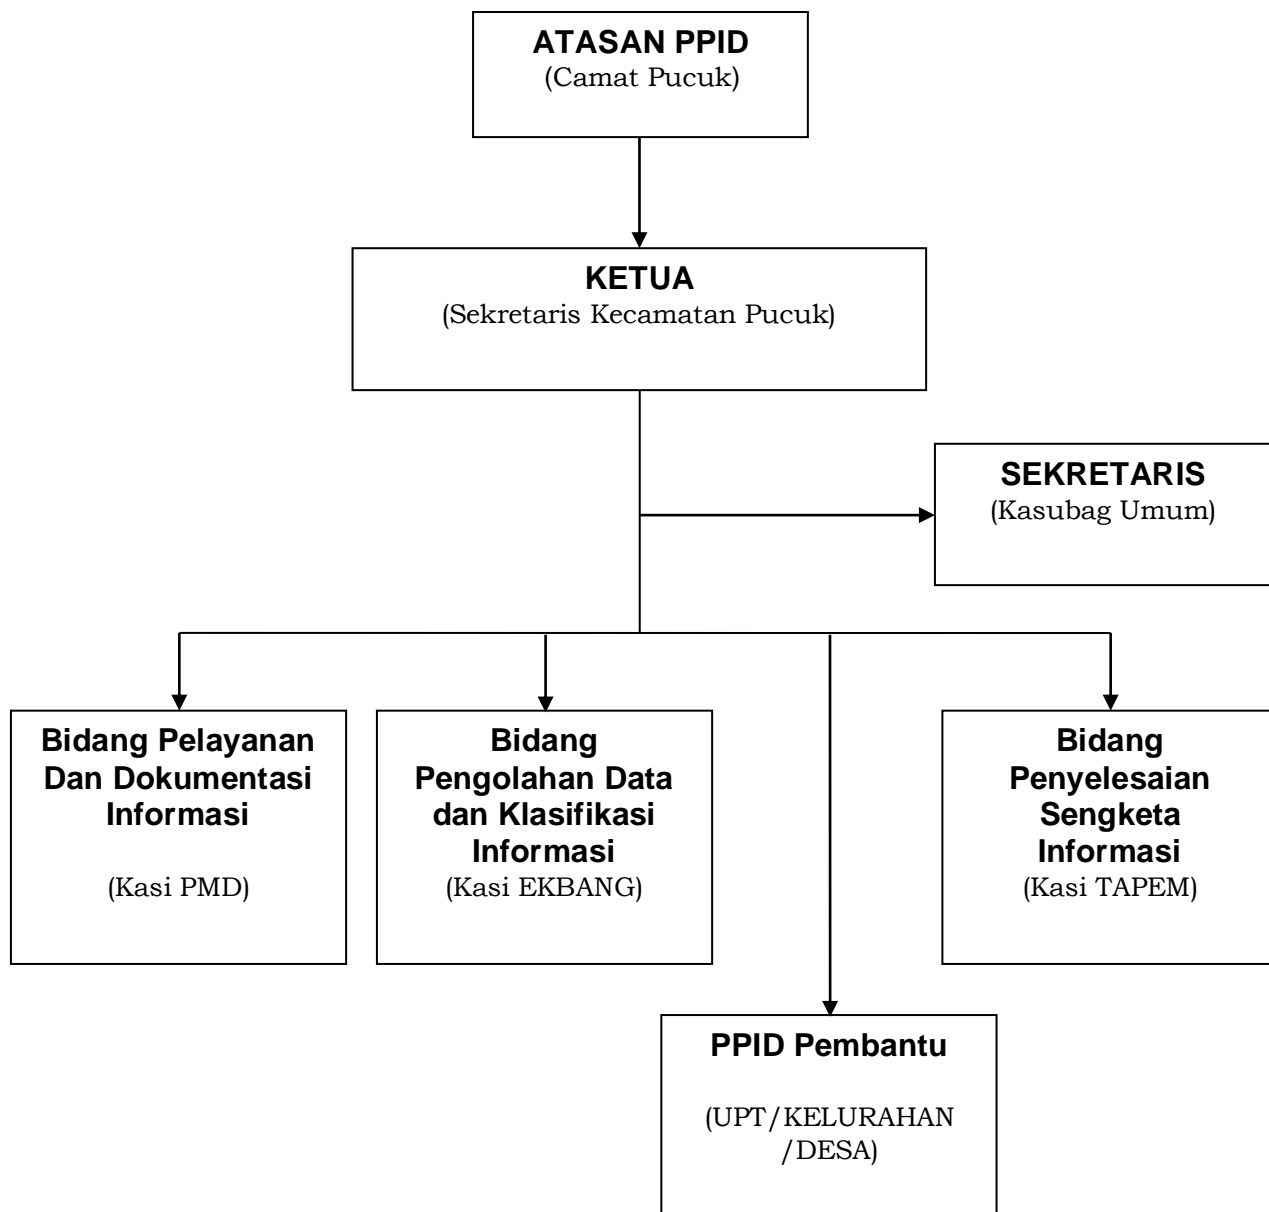 ATASAN PPID
(Camat Pucuk)
KETUA
(Sekretaris Kecamatan Pucuk)
SEKRETARIS
(Kasubag Umum)
Bidang Pelayanan
Dan Dokumentasi
Informasi
(Kasi PMD)
Bidang
Pengolahan Data
dan Klasifikasi
Informasi
(Kasi EKBANG)
Bidang
Penyelesaian
Sengketa
Informasi
(Kasi TAPEM)
PPID Pembantu
(UPT/KELURAHAN
/DESA)